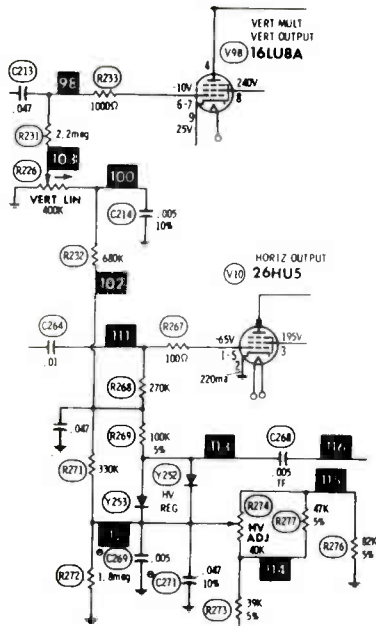 VERT MULT
VERT OUTPUT
V9B 16LU8A
4
C213
98
R233
.047
1000Ω
-10V
240V
6-7
8
9
25V
R231
2.2meg
103
R226
VERT LIN
400K
100
C214
.005
10%
R232
680K
102
HORIZ OUTPUT
V10 26HU5
C264
111
R267
.01
100Ω
-65V
195V
1-5
3
2
220ma
R268
270K
.047
R269
100K
5%
113
C268
116
.005
TF
Y252
HV
REG
115
R271
330K
Y253
R274
HV
ADJ
40K
R277
47K
5%
R276
82K
5%
C269
.005
R272
1.8meg
C271
.047
10%
114
R273
39K
5%